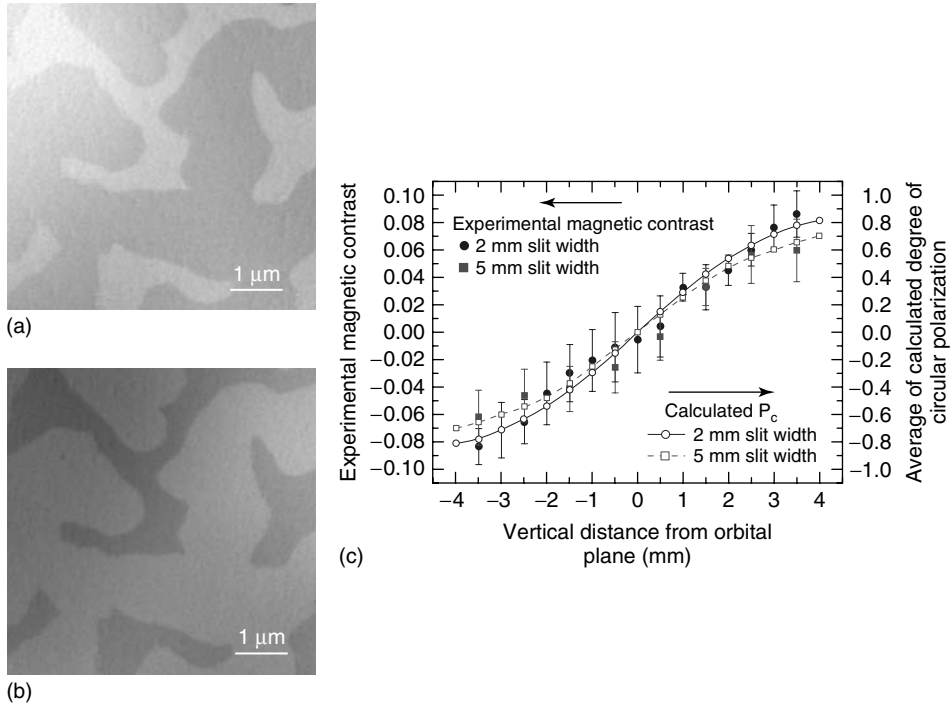 1 µm
(a)
1 µm
(b)
Experimental magnetic contrast
0.10
0.08
0.06
0.04
0.02
0.00
−0.02
−0.04
−0.06
−0.08
−0.10
Experimental magnetic contrast
2 mm slit width
5 mm slit width
Calculated Pc
2 mm slit width
5 mm slit width
1.0
0.8
0.6
0.4
0.2
0.0
−0.2
−0.4
−0.6
−0.8
−1.0
Average of calculated degree of
circular polarization
−4 −3 −2 −1 0 1 2 3 4
Vertical distance from orbital
plane (mm)
(c)